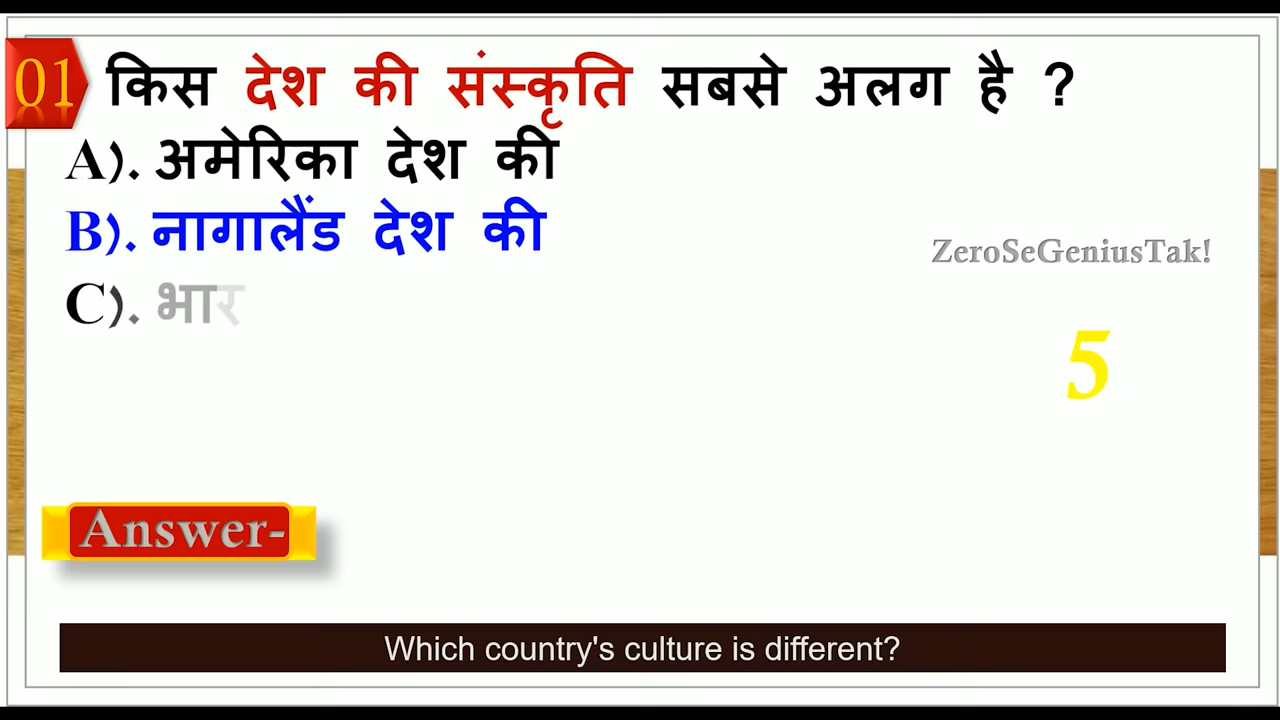 01 किस देश की संस्कृति सबसे अलग है ?
A). अमेरिका देश की
B). नागालैंड देश की
ZeroSeGeniusTak!
C). भार
5
Answer-
Which country's culture is different?